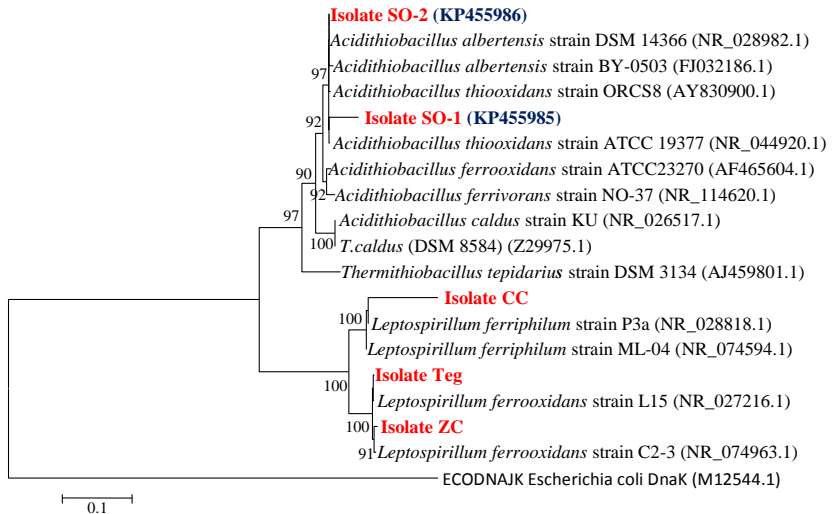 Isolate SO-2 (KP455986)
Acidithiobacillus albertensis strain DSM 14366 (NR_028982.1)
97
Acidithiobacillus albertensis strain BY-0503 (FJ032186.1)
Acidithiobacillus thiooxidans strain ORCS8 (AY830900.1)
92
Isolate SO-1 (KP455985)
Acidithiobacillus thiooxidans strain ATCC 19377 (NR_044920.1)
90
Acidithiobacillus ferrooxidans strain ATCC23270 (AF465604.1)
92
Acidithiobacillus ferrivorans strain NO-37 (NR_114620.1)
97
Acidithiobacillus caldus strain KU (NR_026517.1)
100
T.caldus (DSM 8584) (Z29975.1)
Thermithiobacillus tepidarius strain DSM 3134 (AJ459801.1)
Isolate CC
100
Leptospirillum ferriphilum strain P3a (NR_028818.1)
Leptospirillum ferriphilum strain ML-04 (NR_074594.1)
100
Isolate Teg
Leptospirillum ferrooxidans strain L15 (NR_027216.1)
100
Isolate ZC
91
Leptospirillum ferrooxidans strain C2-3 (NR_074963.1)
ECODNAJK Escherichia coli DnaK (M12544.1)
0.1